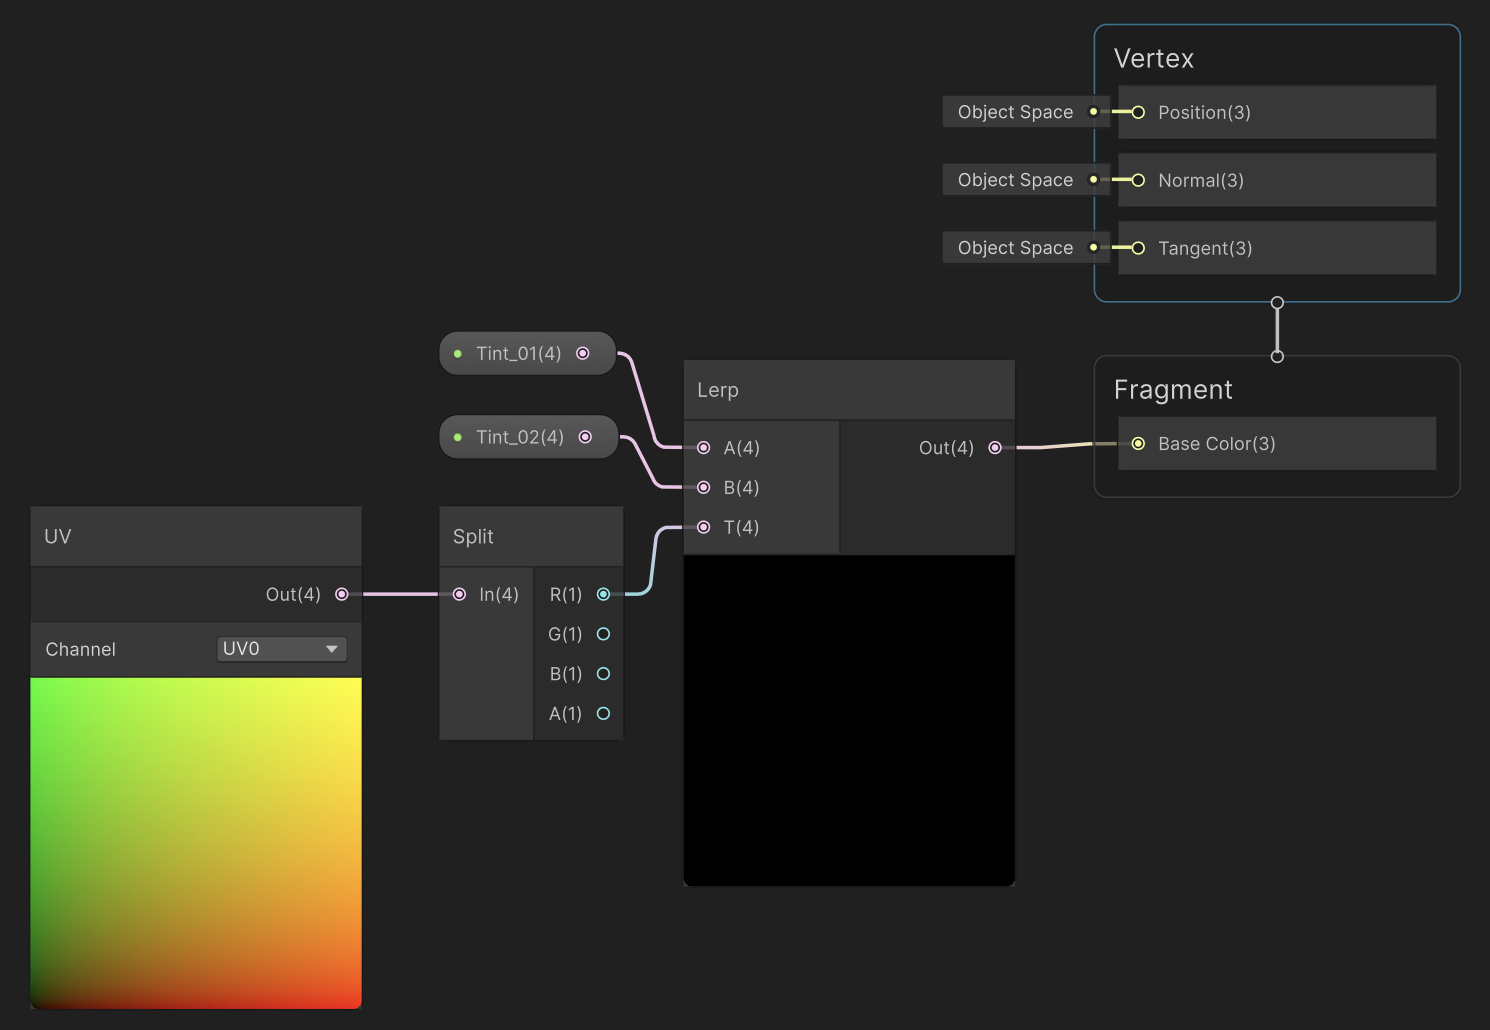 Vertex
Object Space
Position(3)
Object Space
Normal(3)
Object Space
Tangent(3)
Tint_01(4)
Tint_02(4)
Lerp
A(4)
B(4)
T(4)
Out(4)
Fragment
Base Color(3)
UV
Out(4)
Channel
UV0
Split
In(4)
R(1)
G(1)
B(1)
A(1)